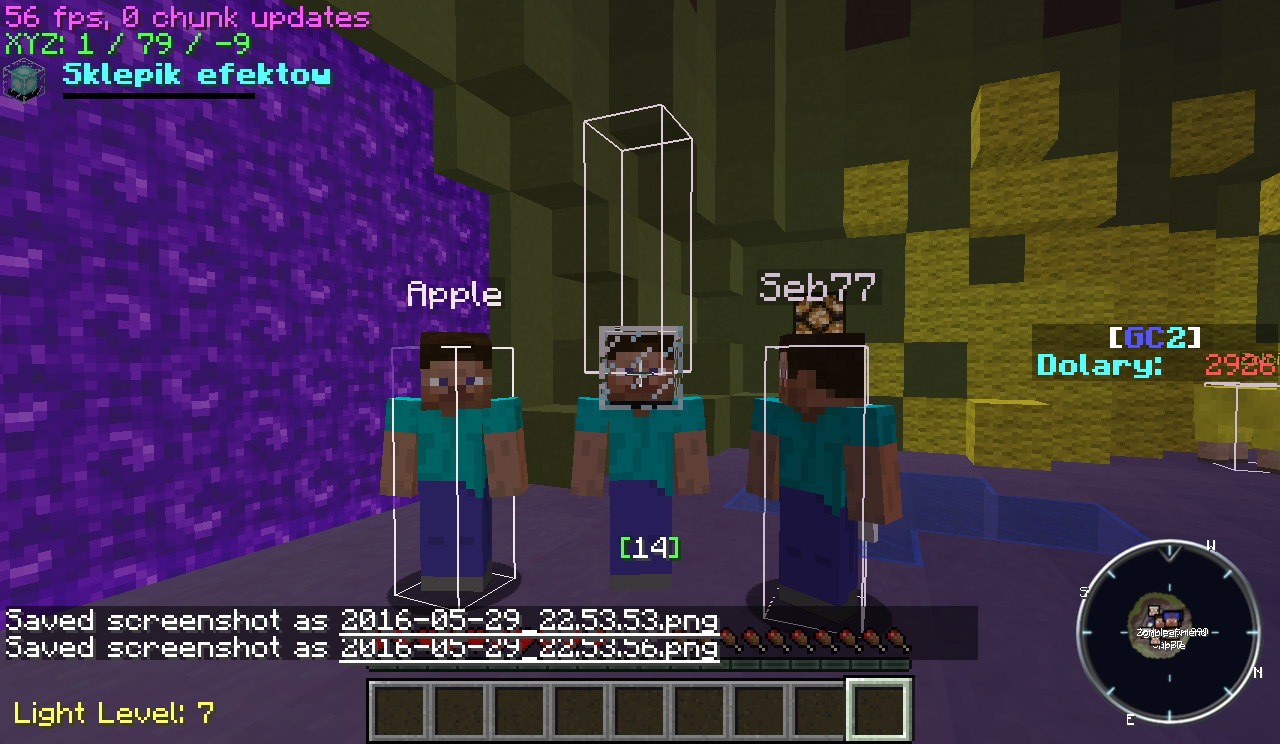 56 fps, 0 chunk updates
XYZ: 1 / 79 / -9
Sklepik efektow
Apple
Seb77
[GC2]
Dolary: 2926
[14]
W
S
N
E
Saved screenshot as 2016-05-29_22.53.53.png
Saved screenshot as 2016-05-29_22.53.56.png
Light Level: 7